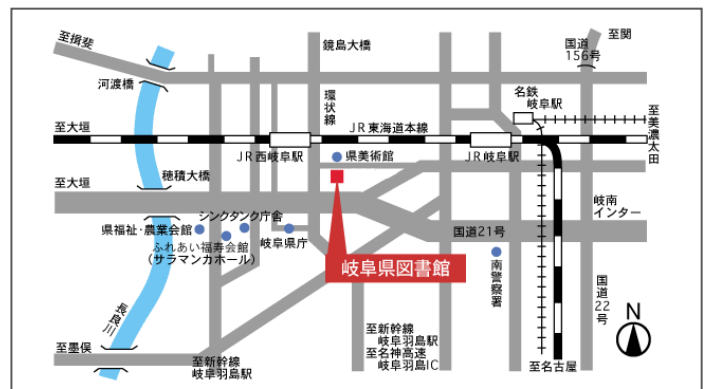 至揖斐
鏡島大橋
国道
156号
至関
河渡橋
環状線
名鉄
岐阜駅
至大垣
JR東海道本線
至美濃太田
JR西岐阜駅
県美術館
JR岐阜駅
穂積大橋
至大垣
岐南
インター
シンクタンク庁舎
県福祉・農業会館
ふれあい福寿会館
(サラマンカホール)
岐阜県庁
国道21号
岐阜県図書館
南警察署
国道22号
長良川
N
至墨俣
至新幹線
岐阜羽島駅
至新幹線
岐阜羽島駅
至名神高速
岐阜羽島IC
至名古屋